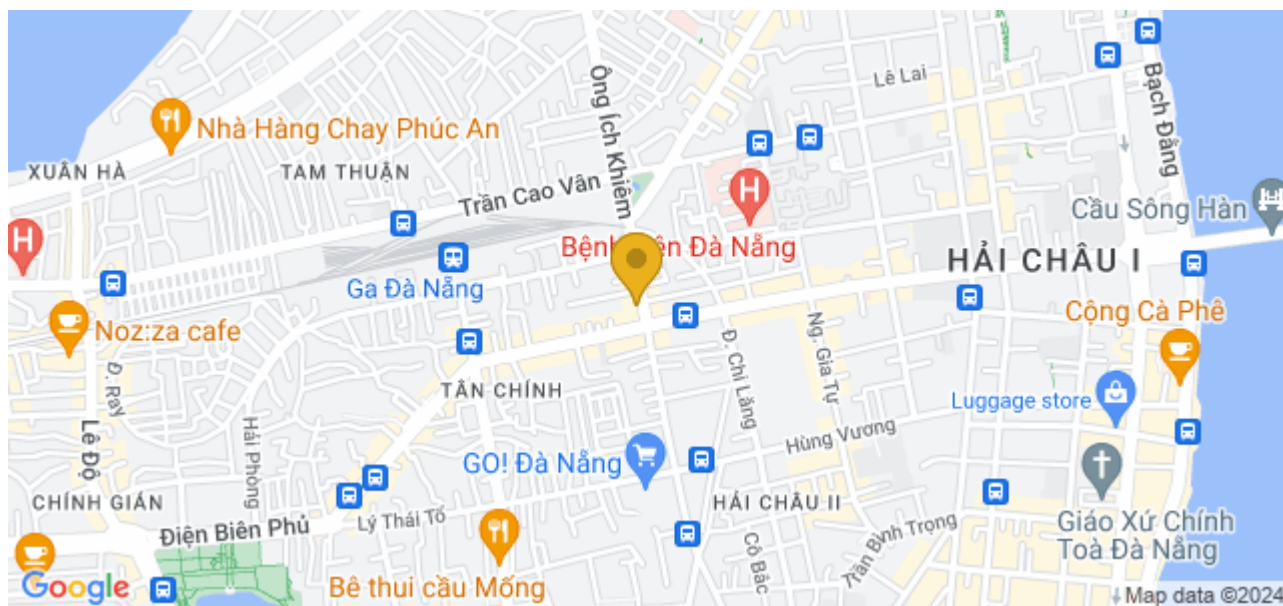 Lê Lai
Bạch Đằng
Ông Ích Khiêm
Nhà Hàng Chay Phúc An
XUÂN HÀ
TAM THUẬN
Trần Cao Vân
H
Cầu Sông Hàn
H
Bệnh viện Đà Nẵng
HẢI CHÂU I
Ga Đà Nẵng
Cộng Cà Phê
Noz:za cafe
Ng. Gia Tự
Đ. Chi Lăng
Đ. Ray
TÂN CHÍNH
Luggage store
Lê Độ
Hải Phòng
Hùng Vương
GO! Đà Nẵng
CHÍNH GIÁN
HẢI CHÂU II
Lý Thái Tổ
Điện Biên Phủ
Trần Bình Trọng
Cô Bắc
Giáo Xứ Chính
Toà Đà Nẵng
Bê thui cầu Mống
Google
Map data ©2024